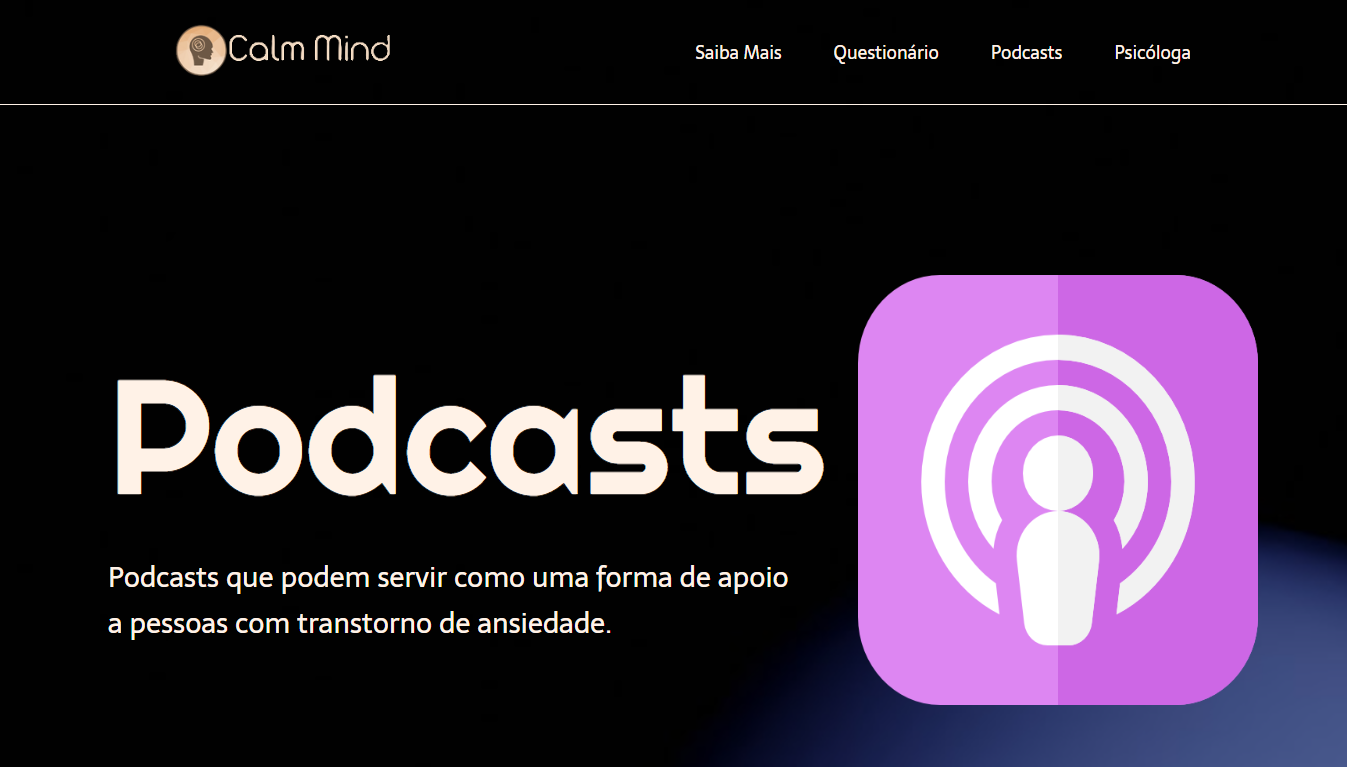 Calm Mind
Saiba Mais Questionário Podcasts Psicóloga
Podcasts
Podcasts que podem servir como uma forma de apoio
a pessoas com transtorno de ansiedade.